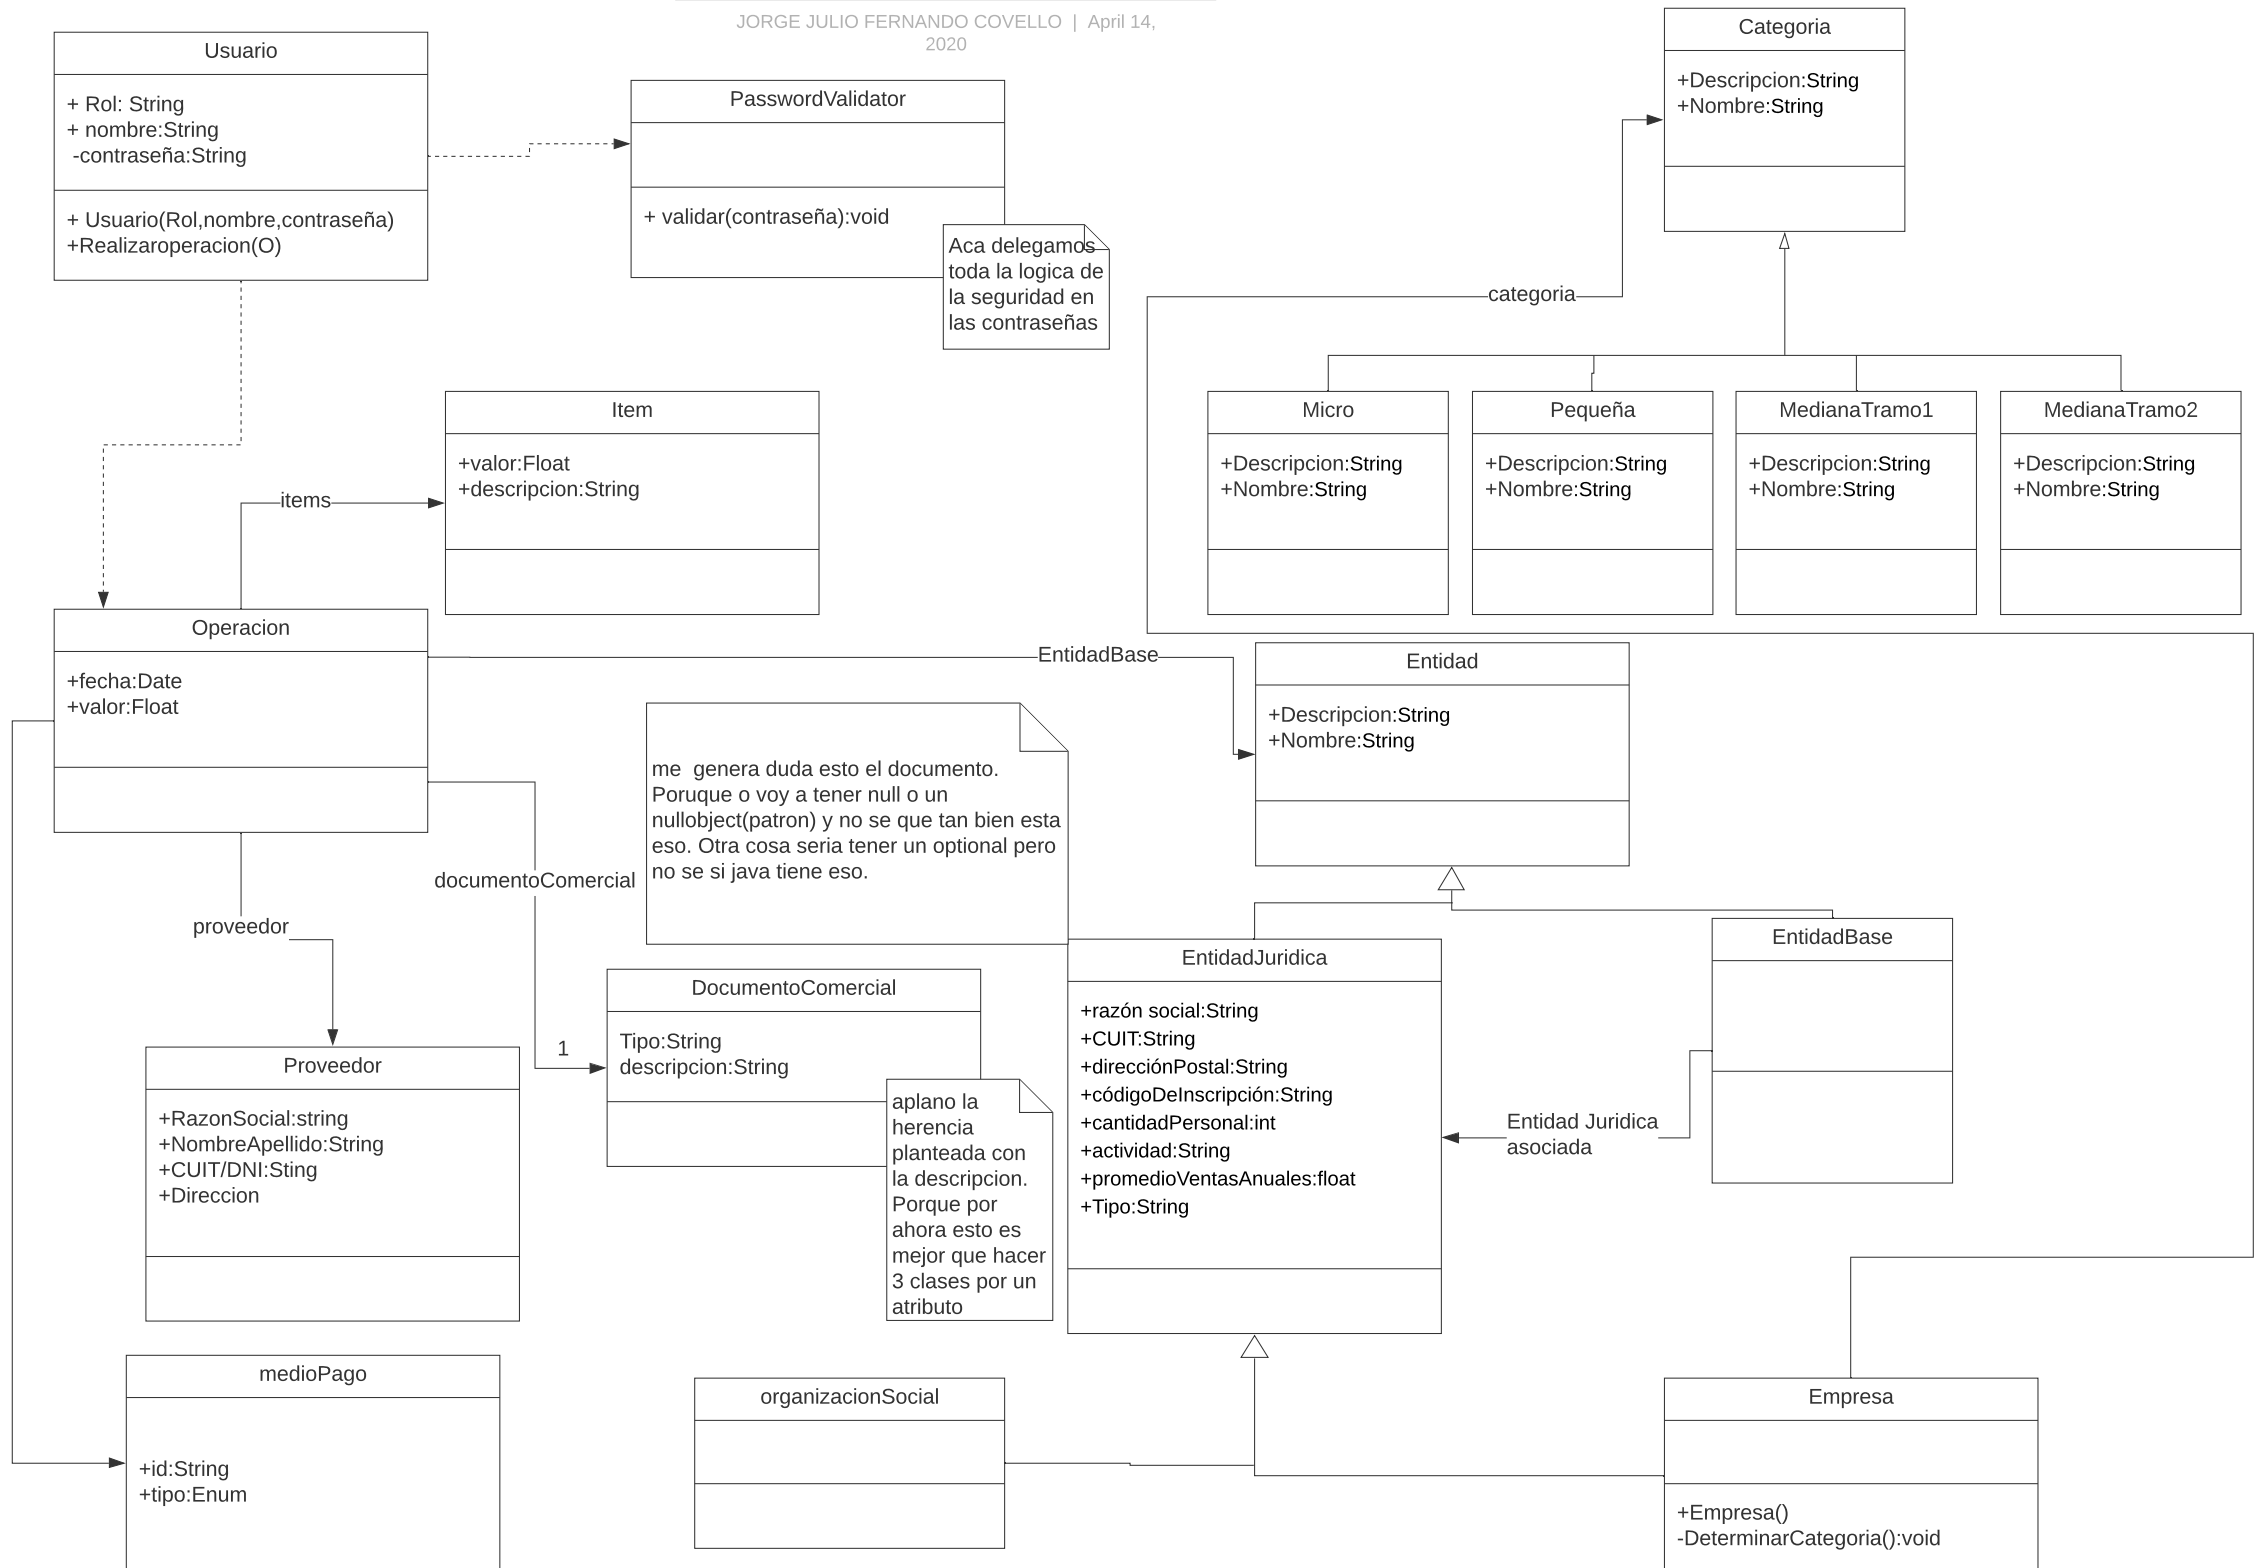 JORGE JULIO FERNANDO COVELLO | April 14,
2020
Usuario
+ Rol: String
+ nombre:String
-contraseña:String
+ Usuario(Rol,nombre,contraseña)
+Realizaroperacion(O)
PasswordValidator
+ validar(contraseña):void
Aca delegamos
toda la logica de
la seguridad en
las contraseñas
Categoria
+Descripcion:String
+Nombre:String
categoria
Item
+valor:Float
+descripcion:String
Micro
+Descripcion:String
+Nombre:String
Pequeña
+Descripcion:String
+Nombre:String
MedianaTramo1
+Descripcion:String
+Nombre:String
MedianaTramo2
+Descripcion:String
+Nombre:String
items
Operacion
+fecha:Date
+valor:Float
EntidadBase
Entidad
+Descripcion:String
+Nombre:String
me  genera duda esto el documento.
Poruque o voy a tener null o un
nullobject(patron) y no se que tan bien esta
eso. Otra cosa seria tener un optional pero
no se si java tiene eso.
documentoComercial
proveedor
1
DocumentoComercial
Tipo:String
descripcion:String
aplano la
herencia
planteada con
la descripcion.
Porque por
ahora esto es
mejor que hacer
3 clases por un
atributo
EntidadJuridica
+razón social:String
+CUIT:String
+direcciónPostal:String
+códigoDeInscripción:String
+cantidadPersonal:int
+actividad:String
+promedioVentasAnuales:float
+Tipo:String
EntidadBase
Entidad Juridica
asociada
Proveedor
+RazonSocial:string
+NombreApellido:String
+CUIT/DNI:Sting
+Direccion
medioPago
+id:String
+tipo:Enum
organizacionSocial
Empresa
+Empresa()
-DeterminarCategoria():void